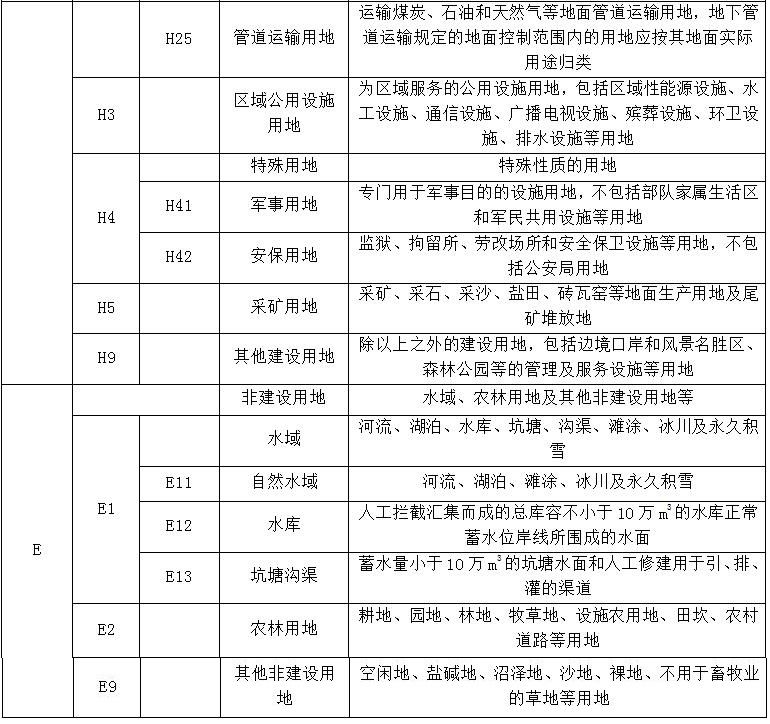 运输煤炭、石油和天然气等地面管道运输用地，地下管
H25 管道运输用地 道运输规定的地面控制范围内的用地应按其地面实际
用途归类
为区域服务的公用设施用地，包括区域性能源设施、水
H3 区域公用设施 工设施、通信设施、广播电视设施、殡葬设施、环卫设
用地 施、排水设施等用地
特殊用地 特殊性质的用地
H4
H41 军事用地 专门用于军事目的的设施用地，不包括部队家属生活区
和军民共用设施等用地
H42 安保用地 监狱、拘留所、劳改场所和安全保卫设施等用地，不包
括公安局用地
H5 采矿用地 采矿、采石、采沙、盐田、砖瓦窑等地面生产用地及尾
矿堆放地
H9 其他建设用地 除以上之外的建设用地，包括边境口岸和风景名胜区、
森林公园等的管理及服务设施等用地
E
非建设用地 水域、农林用地及其他非建设用地等
E1
水域 河流、湖泊、水库、坑塘、沟渠、滩涂、冰川及永久积
雪
E11 自然水域 河流、湖泊、滩涂、冰川及永久积雪
E12 水库 人工拦截汇集而成的总库容不小于10万m³的水库正常
蓄水位岸线所围成的水面
E13 坑塘沟渠 蓄水量小于10万m³的坑塘水面和人工修建用于引、排、
灌的渠道
E2 农林用地 耕地、园地、林地、牧草地、设施农用地、田坎、农村
道路等用地
E9 其他非建设用 空闲地、盐碱地、沼泽地、沙地、裸地、不用于畜牧业
地 的草地等用地